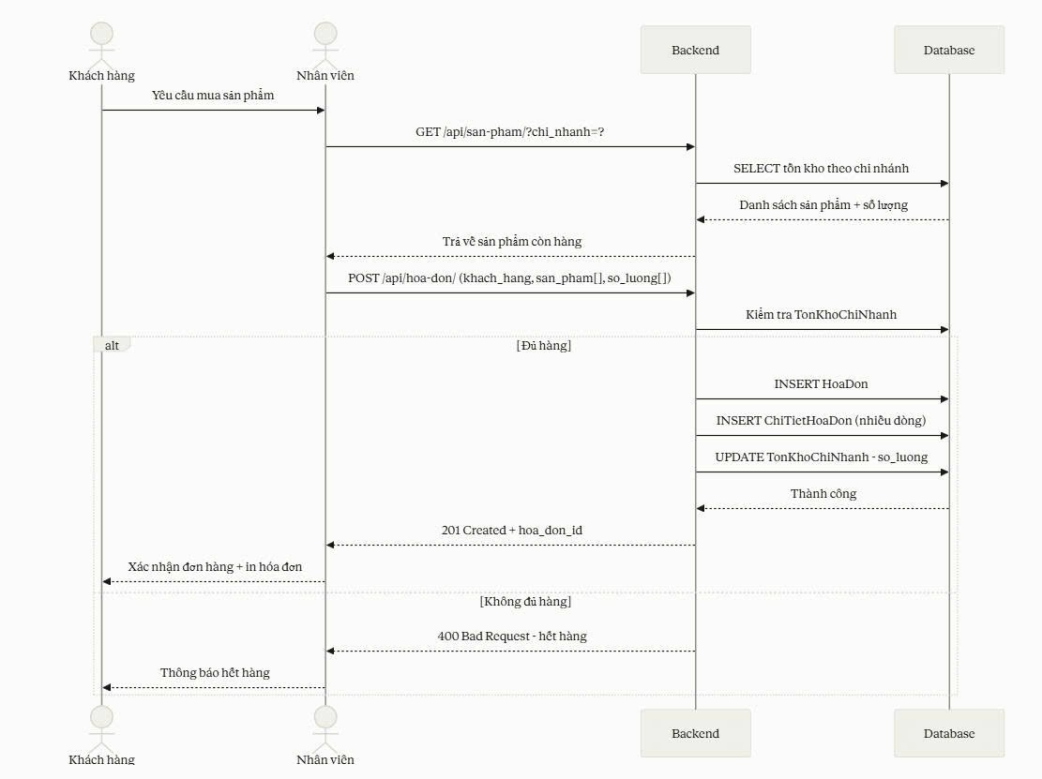 Backend
Database
Khách hàng
Nhân viên
Yêu cầu mua sản phẩm
GET /api/san-pham/?chi_nhanh=?
SELECT tồn kho theo chi nhánh
Danh sách sản phẩm + số lượng
Trả về sản phẩm còn hàng
POST /api/hoa-don/ (khach_hang, san_pham[], so_luong[])
Kiểm tra TonKhoChiNhanh
alt
[Đủ hàng]
INSERT HoaDon
INSERT ChiTietHoaDon (nhiều dòng)
UPDATE TonKhoChiNhanh - so_luong
Thành công
201 Created + hoa_don_id
Xác nhận đơn hàng + in hóa đơn
[Không đủ hàng]
400 Bad Request - hết hàng
Thông báo hết hàng
Backend
Database
Khách hàng
Nhân viên